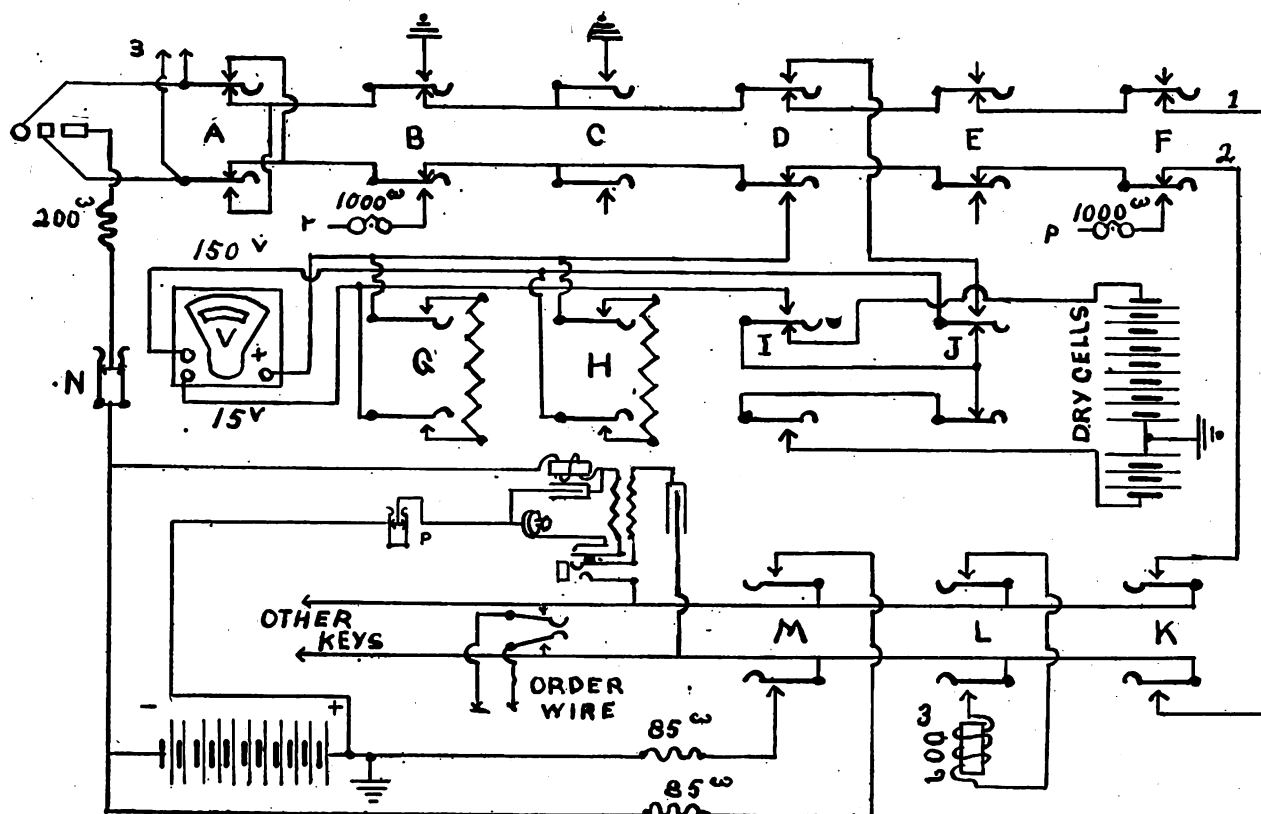 3
1
A
B
C
D
E
F
2
200ω
1000ω
r
1000ω
P
150 V
V
+
15V
N
G
H
I
J
DRY CELLS
P
OTHER
KEYS
ORDER
WIRE
M
L
K
-
+
85ω
85ω
3